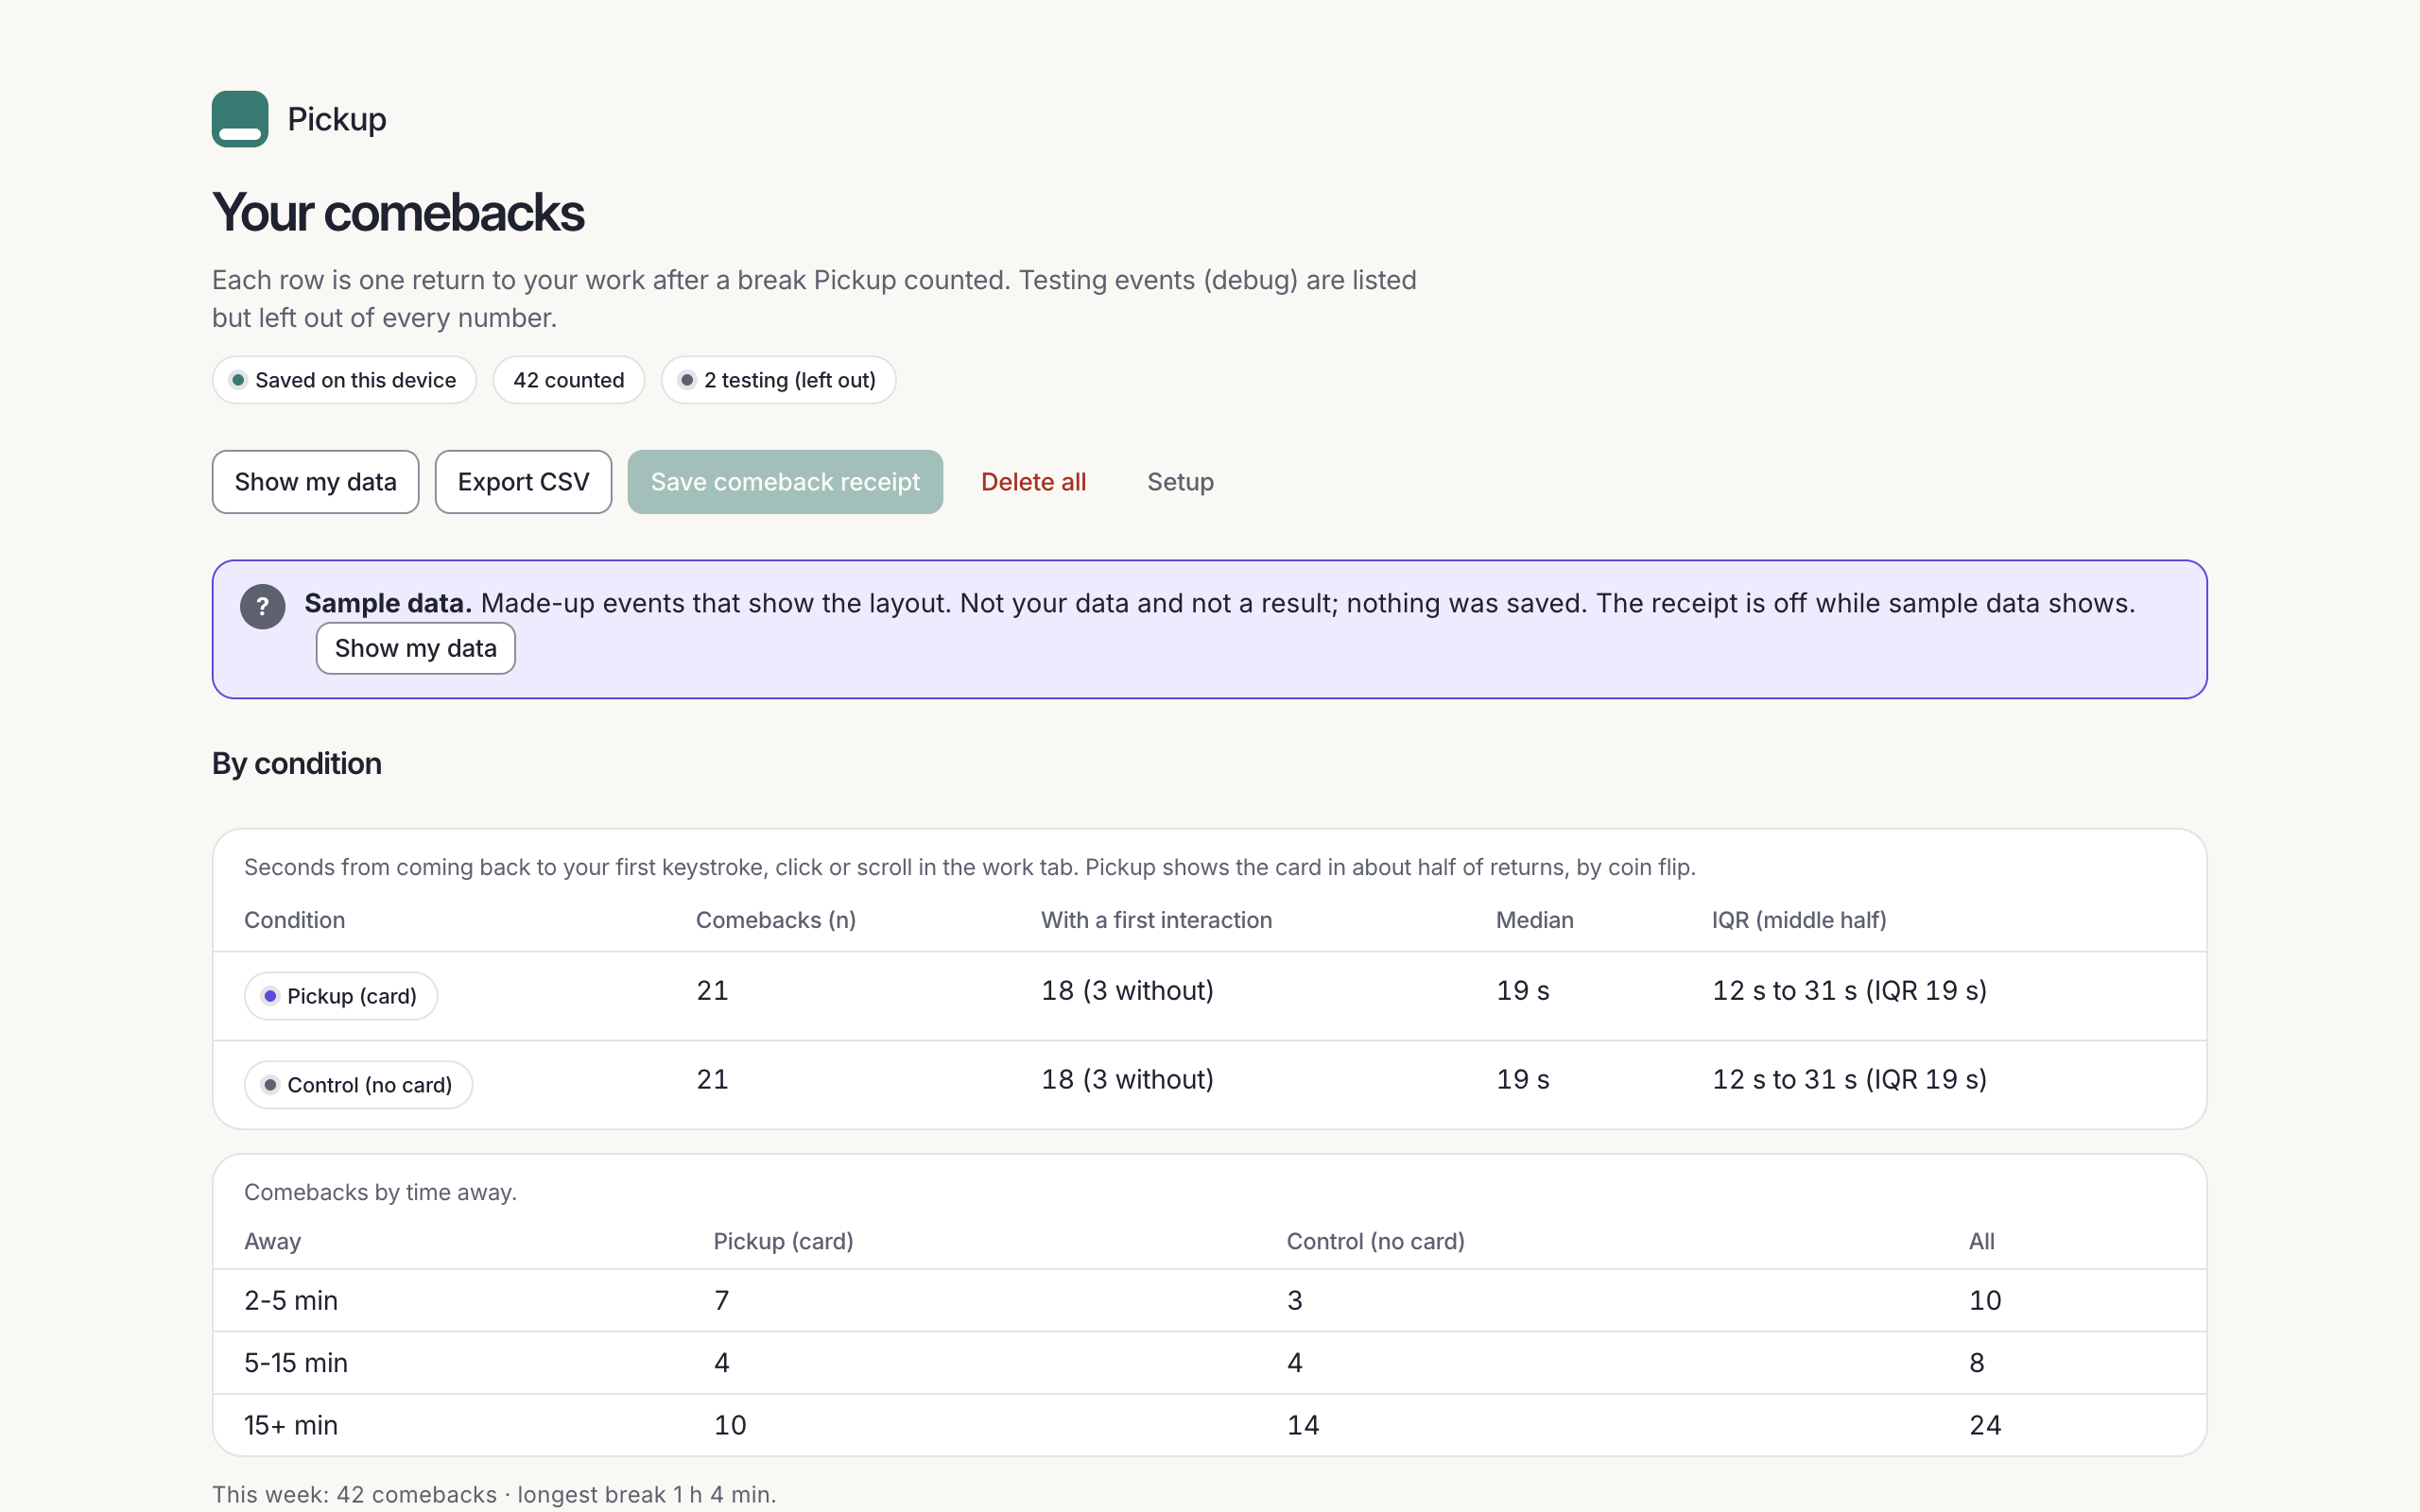 Pickup
Your comebacks
Each row is one return to your work after a break Pickup counted. Testing events (debug) are listed
but left out of every number.
Saved on this device
42 counted
2 testing (left out)
Show my data
Export CSV
Save comeback receipt
Delete all
Setup
? Sample data. Made-up events that show the layout. Not your data and not a result; nothing was saved. The receipt is off while sample data shows.
Show my data
By condition
Seconds from coming back to your first keystroke, click or scroll in the work tab. Pickup shows the card in about half of returns, by coin flip.
Condition Comebacks (n) With a first interaction Median IQR (middle half)
Pickup (card) 21 18 (3 without) 19 s 12 s to 31 s (IQR 19 s)
Control (no card) 21 18 (3 without) 19 s 12 s to 31 s (IQR 19 s)
Comebacks by time away.
Away Pickup (card) Control (no card) All
2-5 min 7 3 10
5-15 min 4 4 8
15+ min 10 14 24
This week: 42 comebacks · longest break 1 h 4 min.